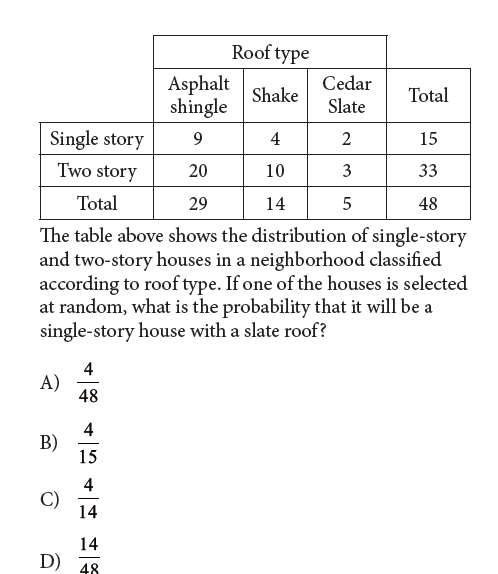 Roof type
Asphalt shingle Shake Cedar Slate Total
Single story 9 4 2 15
Two story 20 10 3 33
Total 29 14 5 48
The table above shows the distribution of single-story
and two-story houses in a neighborhood classified
according to roof type. If one of the houses is selected
at random, what is the probability that it will be a
single-story house with a slate roof?
A) 4/48
B) 4/15
C) 4/14
D) 14/48